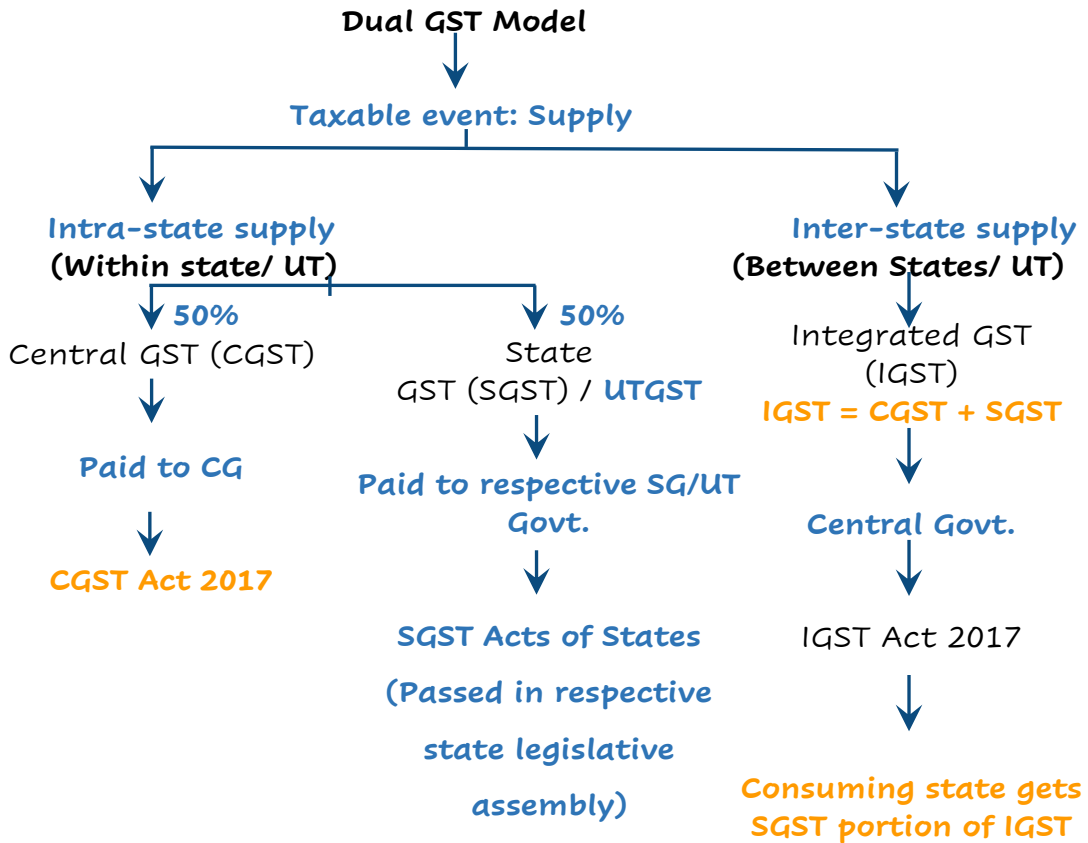 Dual GST Model
Taxable event: Supply
Intra-state supply
(Within state/ UT)
50%
Central GST (CGST)
Paid to CG
CGST Act 2017
50%
State
GST (SGST) / UTGST
Paid to respective SG/UT
Govt.
SGST Acts of States
(Passed in respective
state legislative
assembly)
Inter-state supply
(Between States/ UT)
Integrated GST
(IGST)
IGST = CGST + SGST
Central Govt.
IGST Act 2017
Consuming state gets
SGST portion of IGST